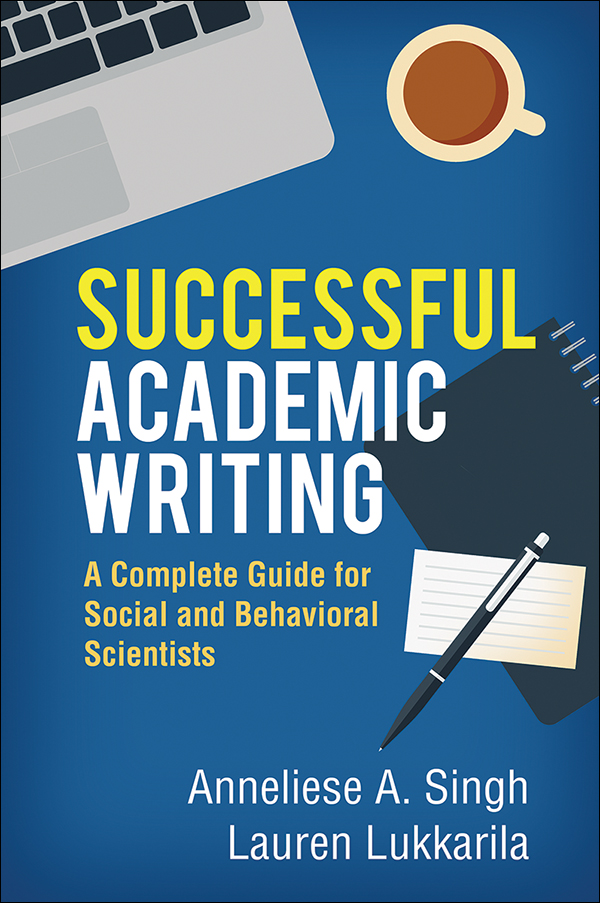 SUCCESSFUL
ACADEMIC
WRITING
A Complete Guide for
Social and Behavioral
Scientists
Anneliese A. Singh
Lauren Lukkarila